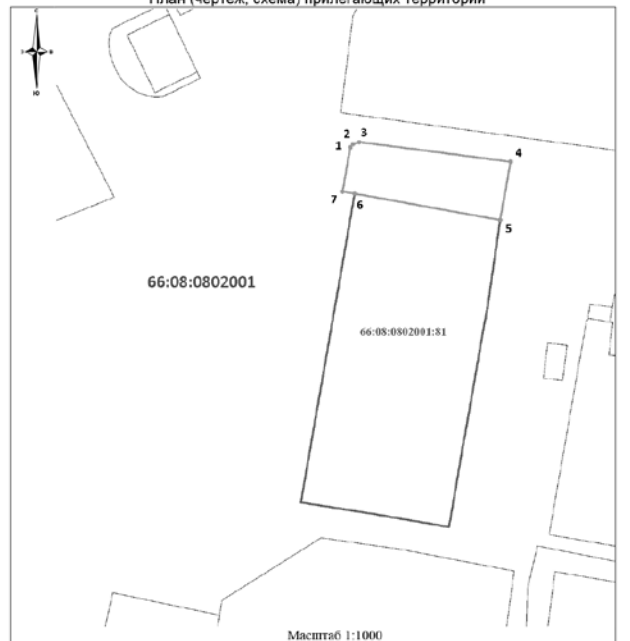 План (чертеж, схема) прилегающих территорий
С
З В
Ю
2 3
1 4
7 6
5
66:08:0802001
66:08:0802001:81
Масштаб 1:1000